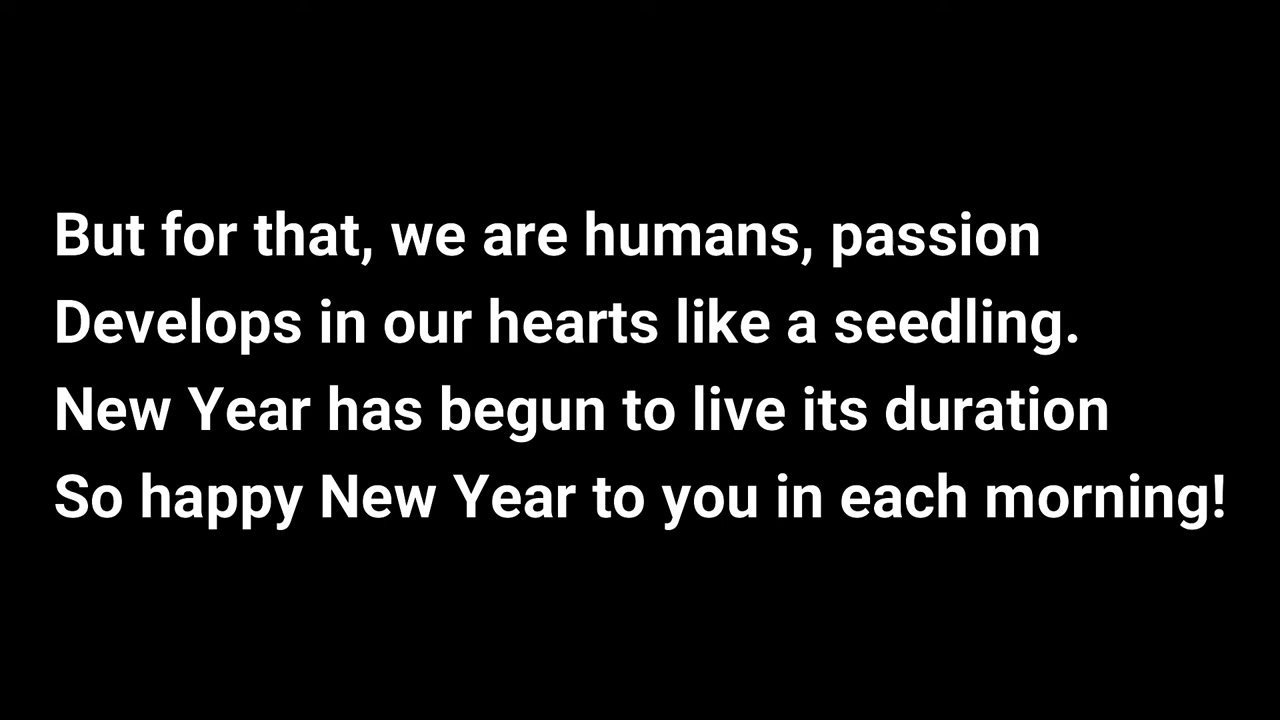 But for that, we are humans, passion
Develops in our hearts like a seedling.
New Year has begun to live its duration
So happy New Year to you in each morning!